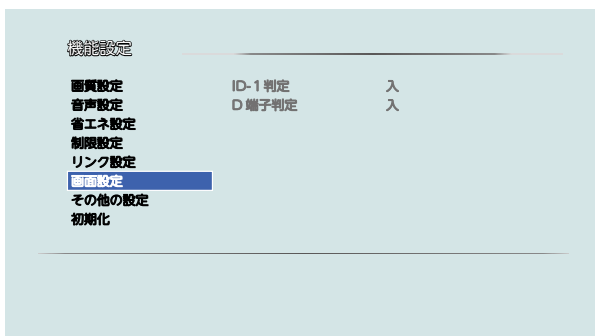 機能設定
画質設定 ID-1判定 入
音声設定 D端子判定 入
省エネ設定
制限設定
リンク設定
画面設定
その他の設定
初期化